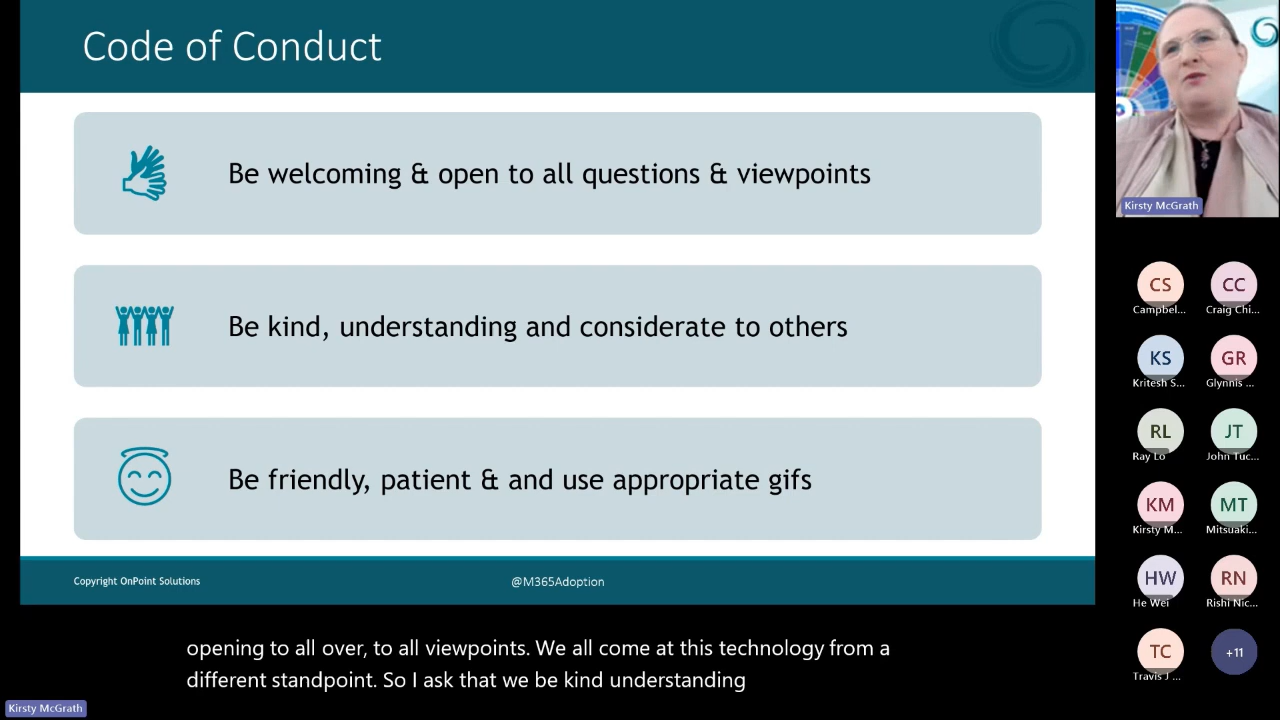 Code of Conduct
Be welcoming & open to all questions & viewpoints
Be kind, understanding and considerate to others
Be friendly, patient & and use appropriate gifs
Copyright OnPoint Solutions
@M365Adoption
opening to all over, to all viewpoints. We all come at this technology from a
different standpoint. So I ask that we be kind understanding
Kirsty McGrath
Kirsty McGrath
CS
Campbel...
CC
Craig Chi...
KS
Kritesh S...
GR
Glynnis ...
RL
Ray Lo
JT
John Tuc...
KM
Kirsty M...
MT
Mitsuaki...
HW
He Wei
RN
Rishi Nic...
TC
Travis J ...
+11